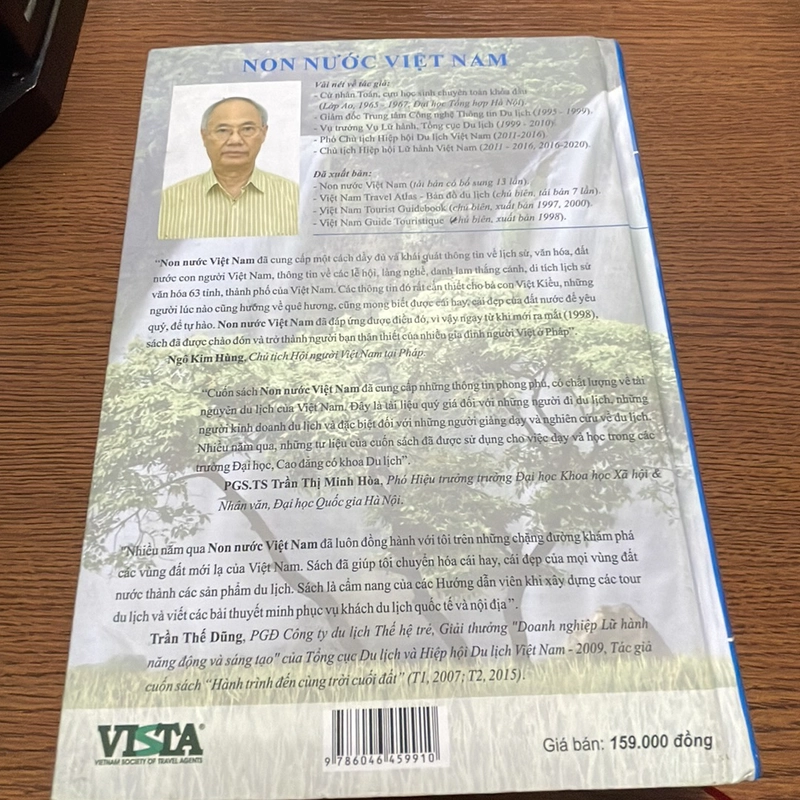 NON NƯỚC VIỆT NAM
Vài nét về tác giả:
- Cử nhân Toán, cựu học sinh chuyên toán khóa đầu
(Lớp Ao, 1965 - 1967, Đại học Tổng hợp Hà Nội).
- Giám đốc Trung tâm Công nghệ Thông tin Du lịch (1995 - 1999).
- Vụ trưởng Vụ Lữ hành, Tổng cục Du lịch (1999 - 2010).
- Phó Chủ tịch Hiệp hội Du lịch Việt Nam (2011-2016).
- Chủ tịch Hiệp hội Lữ hành Việt Nam (2011 - 2016, 2016-2020).
Đã xuất bản:
- Non nước Việt Nam (tái bản có bổ sung 13 lần).
- Việt Nam Travel Atlas - Bản đồ du lịch (chủ biên, tái bản 7 lần).
- Việt Nam Tourist Guidebook (chủ biên, xuất bản 1997, 2000).
- Việt Nam Guide Touristique (chủ biên, xuất bản 1998).
“Non nước Việt Nam đã cung cấp một cách đầy đủ và khái quát thông tin về lịch sử, văn hóa, đất
nước con người Việt Nam, thông tin về các lễ hội, làng nghề, danh lam thắng cảnh, di tích lịch sử
văn hóa 63 tỉnh, thành phố của Việt Nam. Các thông tin đó rất cần thiết cho bà con Việt Kiều, những
người lúc nào cũng hướng về quê hương, cũng mong biết được cái hay, cái đẹp của đất nước để yêu
quý, để tự hào. Non nước Việt Nam đã đáp ứng được điều đó, vì vậy ngay từ khi mới ra mắt (1998),
sách đã được chào đón và trở thành người bạn thân thiết của nhiều gia đình người Việt ở Pháp”.
Ngô Kim Hùng, Chủ tịch Hội người Việt Nam tại Pháp.
“Cuốn sách Non nước Việt Nam đã cung cấp những thông tin phong phú, có chất lượng về tài
nguyên du lịch của Việt Nam. Đây là tài liệu quý giá đối với những người đi du lịch, những
người kinh doanh du lịch và đặc biệt đối với những người giảng dạy và nghiên cứu về du lịch.
Nhiều năm qua, những tư liệu của cuốn sách đã được sử dụng cho việc dạy và học trong các
trường Đại học, Cao đẳng có khoa Du lịch”.
PGS.TS Trần Thị Minh Hòa, Phó Hiệu trưởng trường Đại học Khoa học Xã hội &
Nhân văn, Đại học Quốc gia Hà Nội.
“Nhiều năm qua Non nước Việt Nam đã luôn đồng hành với tôi trên những chặng đường khám phá
các vùng đất mới lạ của Việt Nam. Sách đã giúp tôi chuyển hóa cái hay, cái đẹp của mọi vùng đất
nước thành các sản phẩm du lịch. Sách là cẩm nang của các Hướng dẫn viên khi xây dựng các tour
du lịch và viết các bài thuyết minh phục vụ khách du lịch quốc tế và nội địa”.
Trần Thế Dũng, PGĐ Công ty du lịch Thế hệ trẻ, Giải thưởng "Doanh nghiệp Lữ hành
năng động và sáng tạo" của Tổng cục Du lịch và Hiệp hội Du lịch Việt Nam - 2009, Tác giả
cuốn sách “Hành trình đến cùng trời cuối đất” (T1, 2007; T2, 2015).
VISTA®
VIETNAM SOCIETY OF TRAVEL AGENTS
9 786046 459910
Giá bán: 159.000 đồng